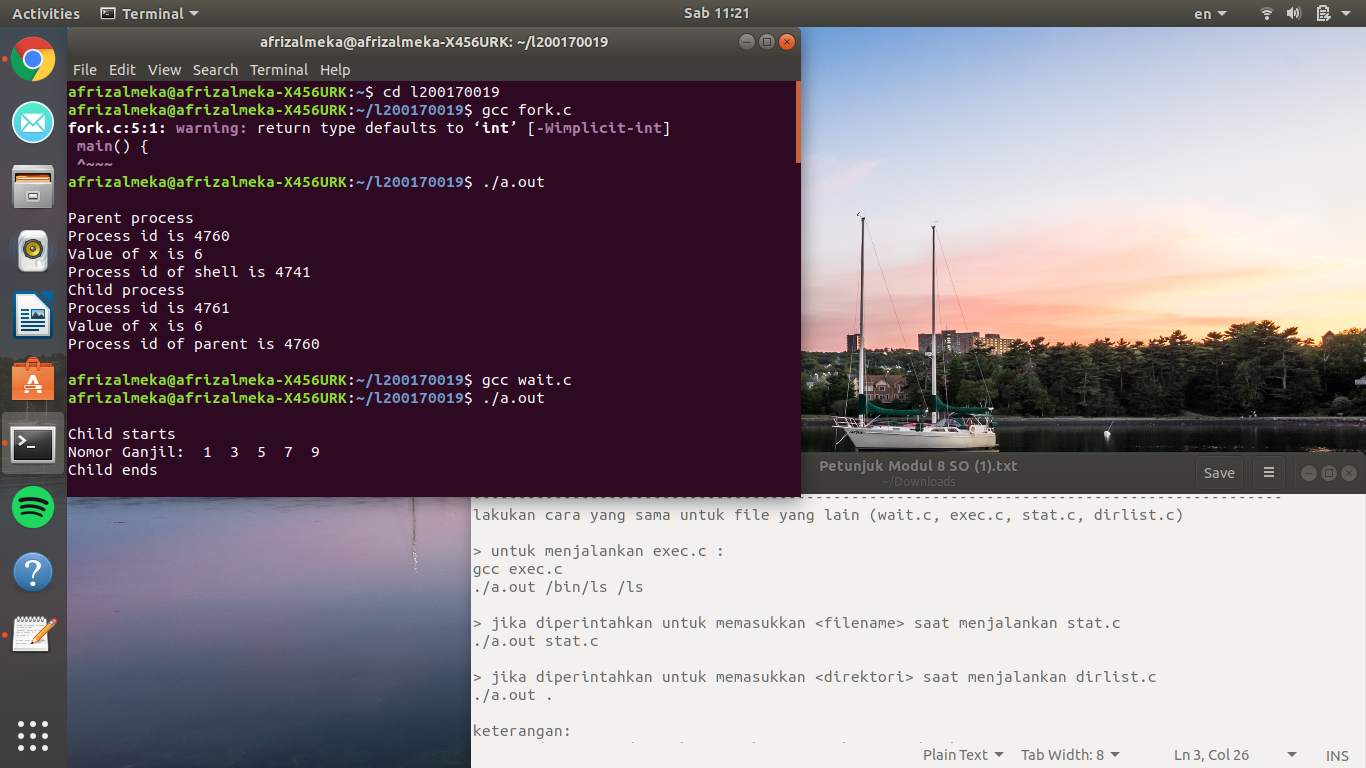 Activities Terminal Sab 11:21 en
afrizalmeka@afrizalmeka-X456URK: ~/l200170019
File Edit View Search Terminal Help
afrizalmeka@afrizalmeka-X456URK:~$ cd l200170019
afrizalmeka@afrizalmeka-X456URK:~/l200170019$ gcc fork.c
fork.c:5:1: warning: return type defaults to ‘int’ [-Wimplicit-int]
main() {
^~~~
afrizalmeka@afrizalmeka-X456URK:~/l200170019$ ./a.out
Parent process
Process id is 4760
Value of x is 6
Process id of shell is 4741
Child process
Process id is 4761
Value of x is 6
Process id of parent is 4760
afrizalmeka@afrizalmeka-X456URK:~/l200170019$ gcc wait.c
afrizalmeka@afrizalmeka-X456URK:~/l200170019$ ./a.out
Child starts
Nomor Ganjil:  1  3  5  7  9
Child ends
Petunjuk Modul 8 SO (1).txt
~/Downloads
Save
lakukan cara yang sama untuk file yang lain (wait.c, exec.c, stat.c, dirlist.c)
> untuk menjalankan exec.c :
gcc exec.c
./a.out /bin/ls /ls
> jika diperintahkan untuk memasukkan <filename> saat menjalankan stat.c
./a.out stat.c
> jika diperintahkan untuk memasukkan <direktori> saat menjalankan dirlist.c
./a.out .
keterangan:
Plain Text Tab Width: 8 Ln 3, Col 26 INS